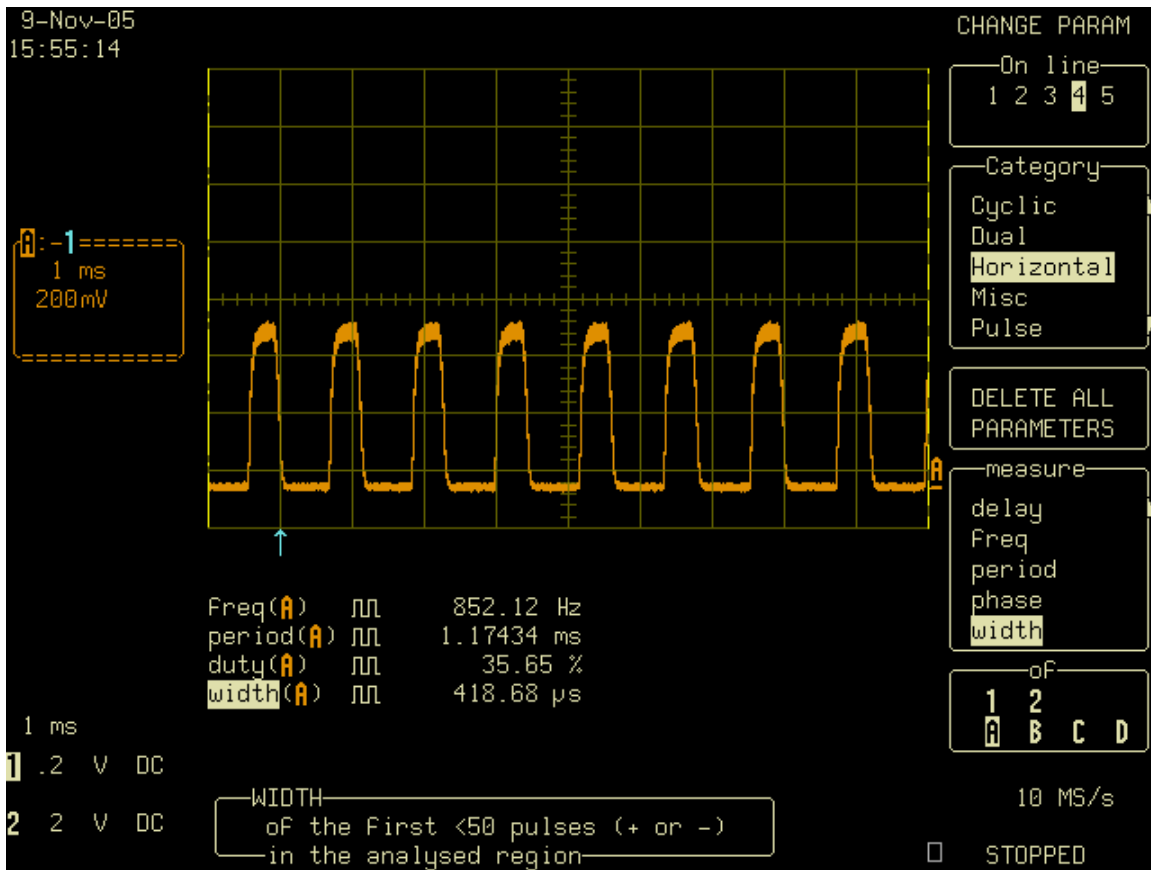 9-Nov-05
15:55:14
CHANGE PARAM
On line
1 2 3 4 5
Category
Cyclic
Dual
Horizontal
Misc
Pulse
A:-1
1 ms
200mV
DELETE ALL
PARAMETERS
A
measure
delay
Freq
period
phase
width
Freq(A) 852.12 Hz
period(A) 1.17434 ms
duty(A) 35.65 %
width(A) 418.68 µs
of
1 2
A B C D
1 ms
1 .2 V DC
2 2 V DC
WIDTH
of the First <50 pulses (+ or -)
in the analysed region
10 MS/s
STOPPED